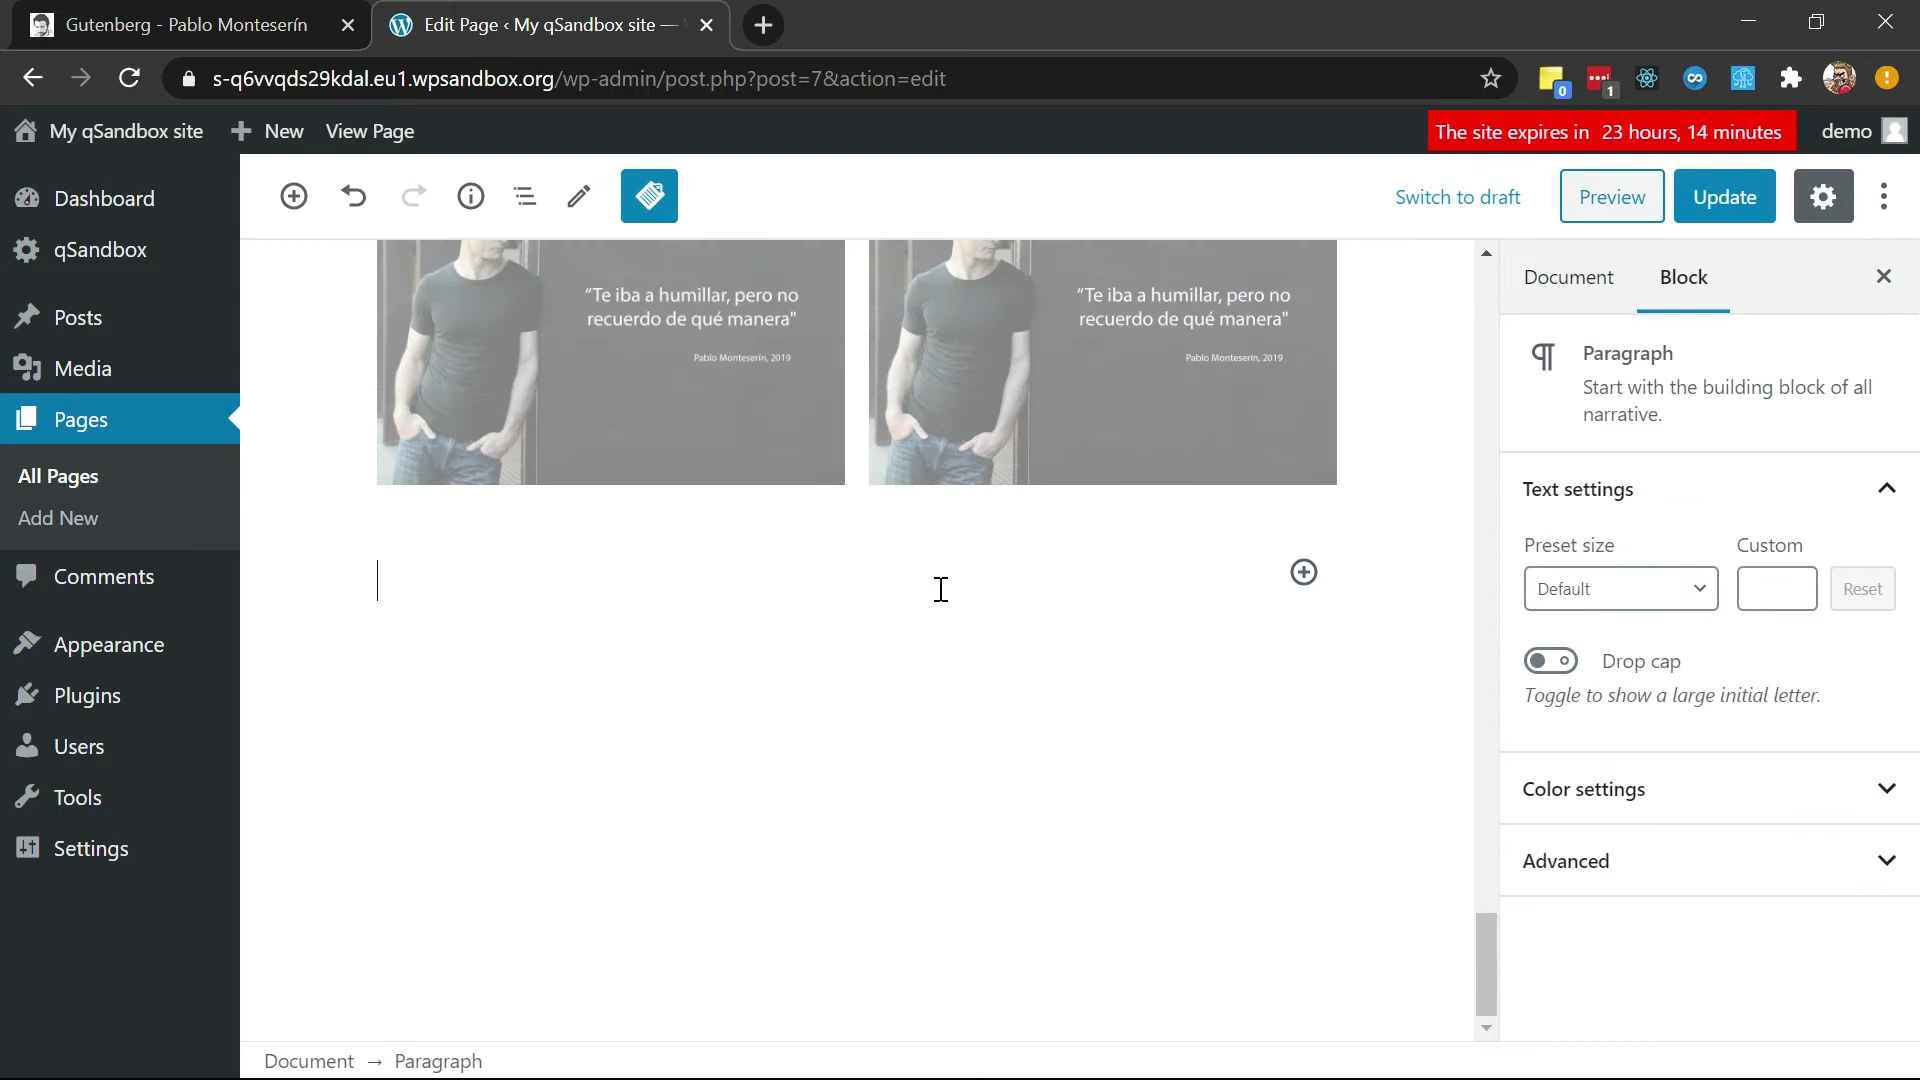 Gutenberg - Pablo Monteserín
Edit Page ‹ My qSandbox site —
s-q6vvqds29kdal.eu1.wpsandbox.org/wp-admin/post.php?post=7&action=edit
0
1
My qSandbox site
New
View Page
The site expires in 23 hours, 14 minutes
demo
Dashboard
qSandbox
Posts
Media
Pages
All Pages
Add New
Comments
Appearance
Plugins
Users
Tools
Settings
Switch to draft
Preview
Update
“Te iba a humillar, pero no
recuerdo de qué manera"
Pablo Monteserín, 2019
“Te iba a humillar, pero no
recuerdo de qué manera"
Pablo Monteserín, 2019
Document
Block
Paragraph
Start with the building block of all
narrative.
Text settings
Preset size
Custom
Default
Reset
Drop cap
Toggle to show a large initial letter.
Color settings
Advanced
Document → Paragraph